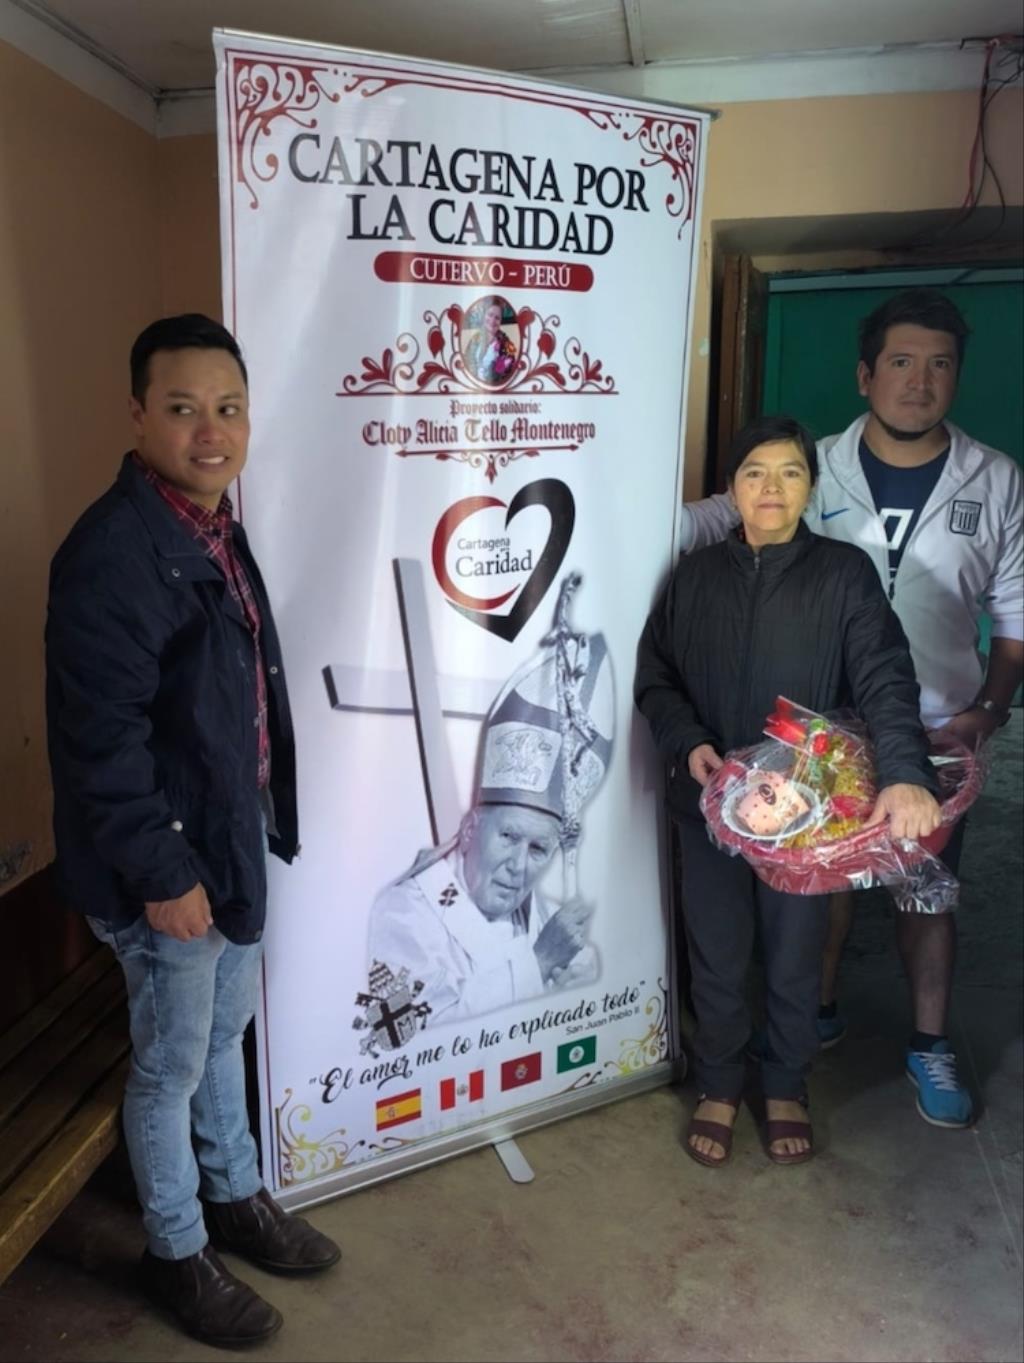 CARTAGENA POR
LA CARIDAD
CUTERVO - PERÚ
Proyecto solidario:
Cloty Alicia Tello Montenegro
Cartagena
Caridad
"El amor me lo ha explicado todo"
San Juan Pablo II